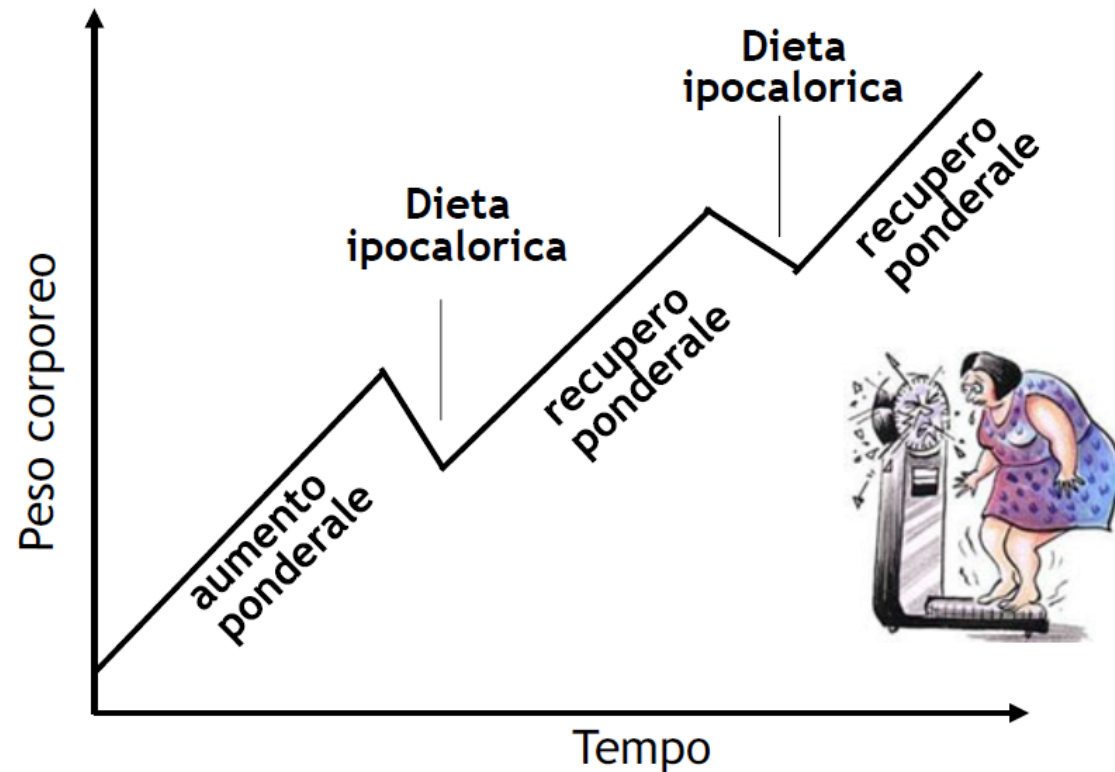 Dieta
ipocalorica
Dieta
ipocalorica
recupero
ponderale
recupero
ponderale
aumento
ponderale
Peso corporeo
Tempo